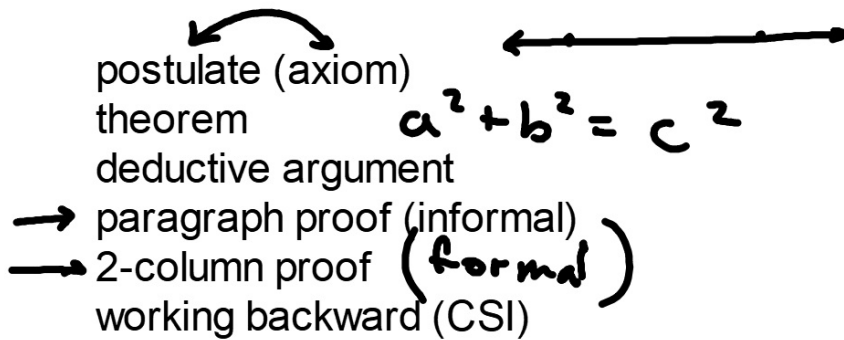 postulate (axiom)
theorem a² + b² = c²
deductive argument
paragraph proof (informal)
2-column proof (formal)
working backward (CSI)